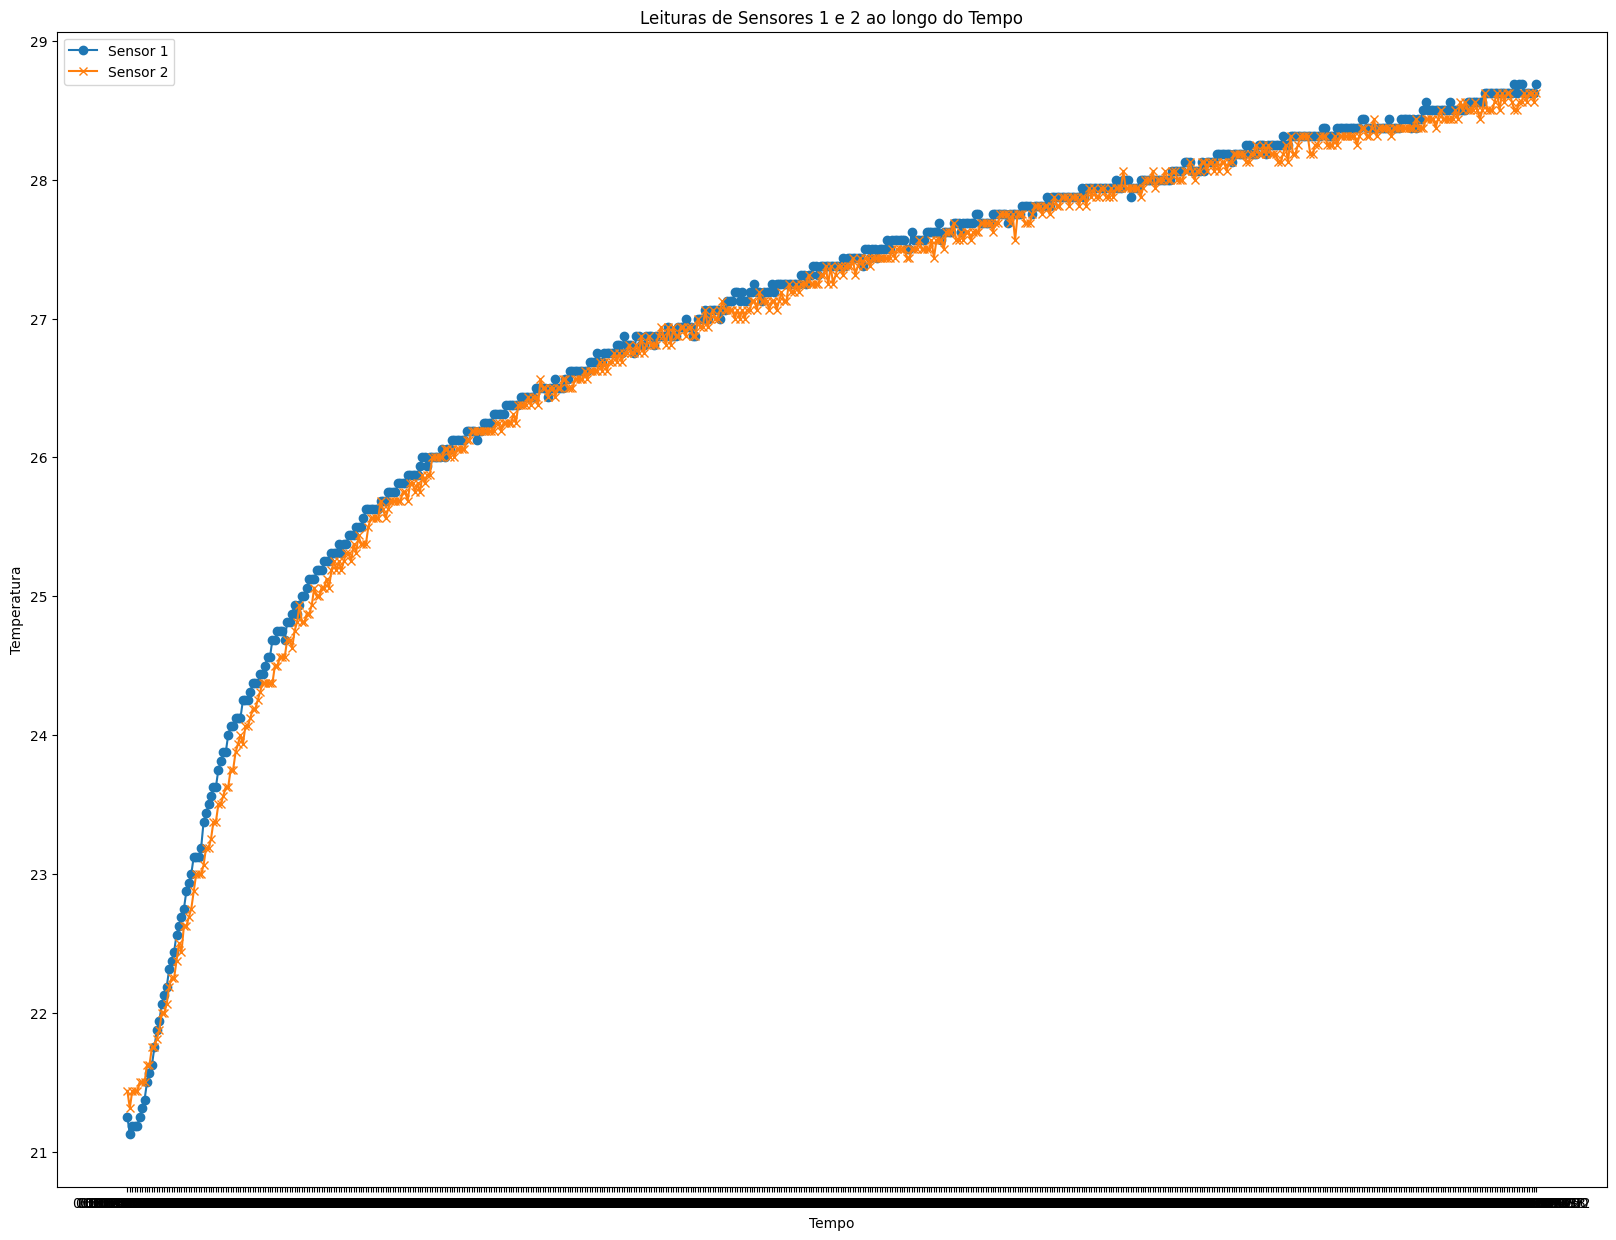 Leituras de Sensores 1 e 2 ao longo do Tempo
Sensor 1
Sensor 2
29
28
27
26
25
24
23
22
21
Temperatura
Tempo